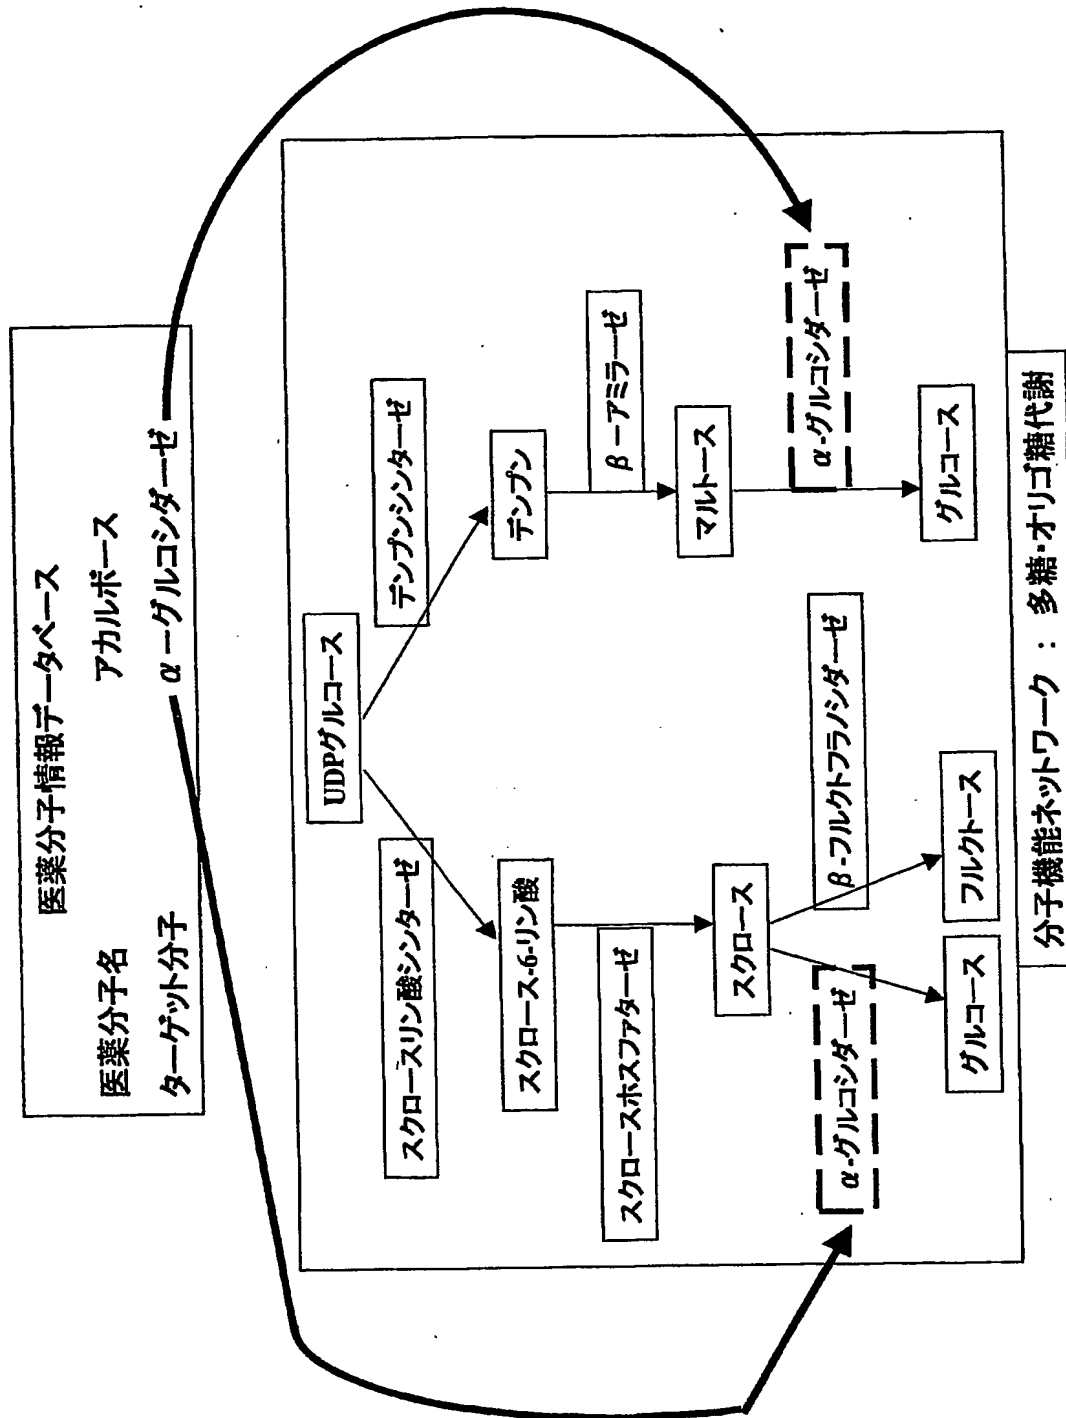 医薬分子情報データベース
医薬分子名 アカルボース
ターゲット分子 α－グルコシダーゼ
UDPグルコース
スクロースリン酸シンターゼ
デンプンシンターゼ
スクロース-6-リン酸
デンプン
スクロースホスファターゼ
β－アミラーゼ
スクロース
マルトース
α-グルコシダーゼ
β-フルクトフラノシダーゼ
α-グルコシダーゼ
グルコース
フルクトース
グルコース
分子機能ネットワーク : 多糖・オリゴ糖代謝